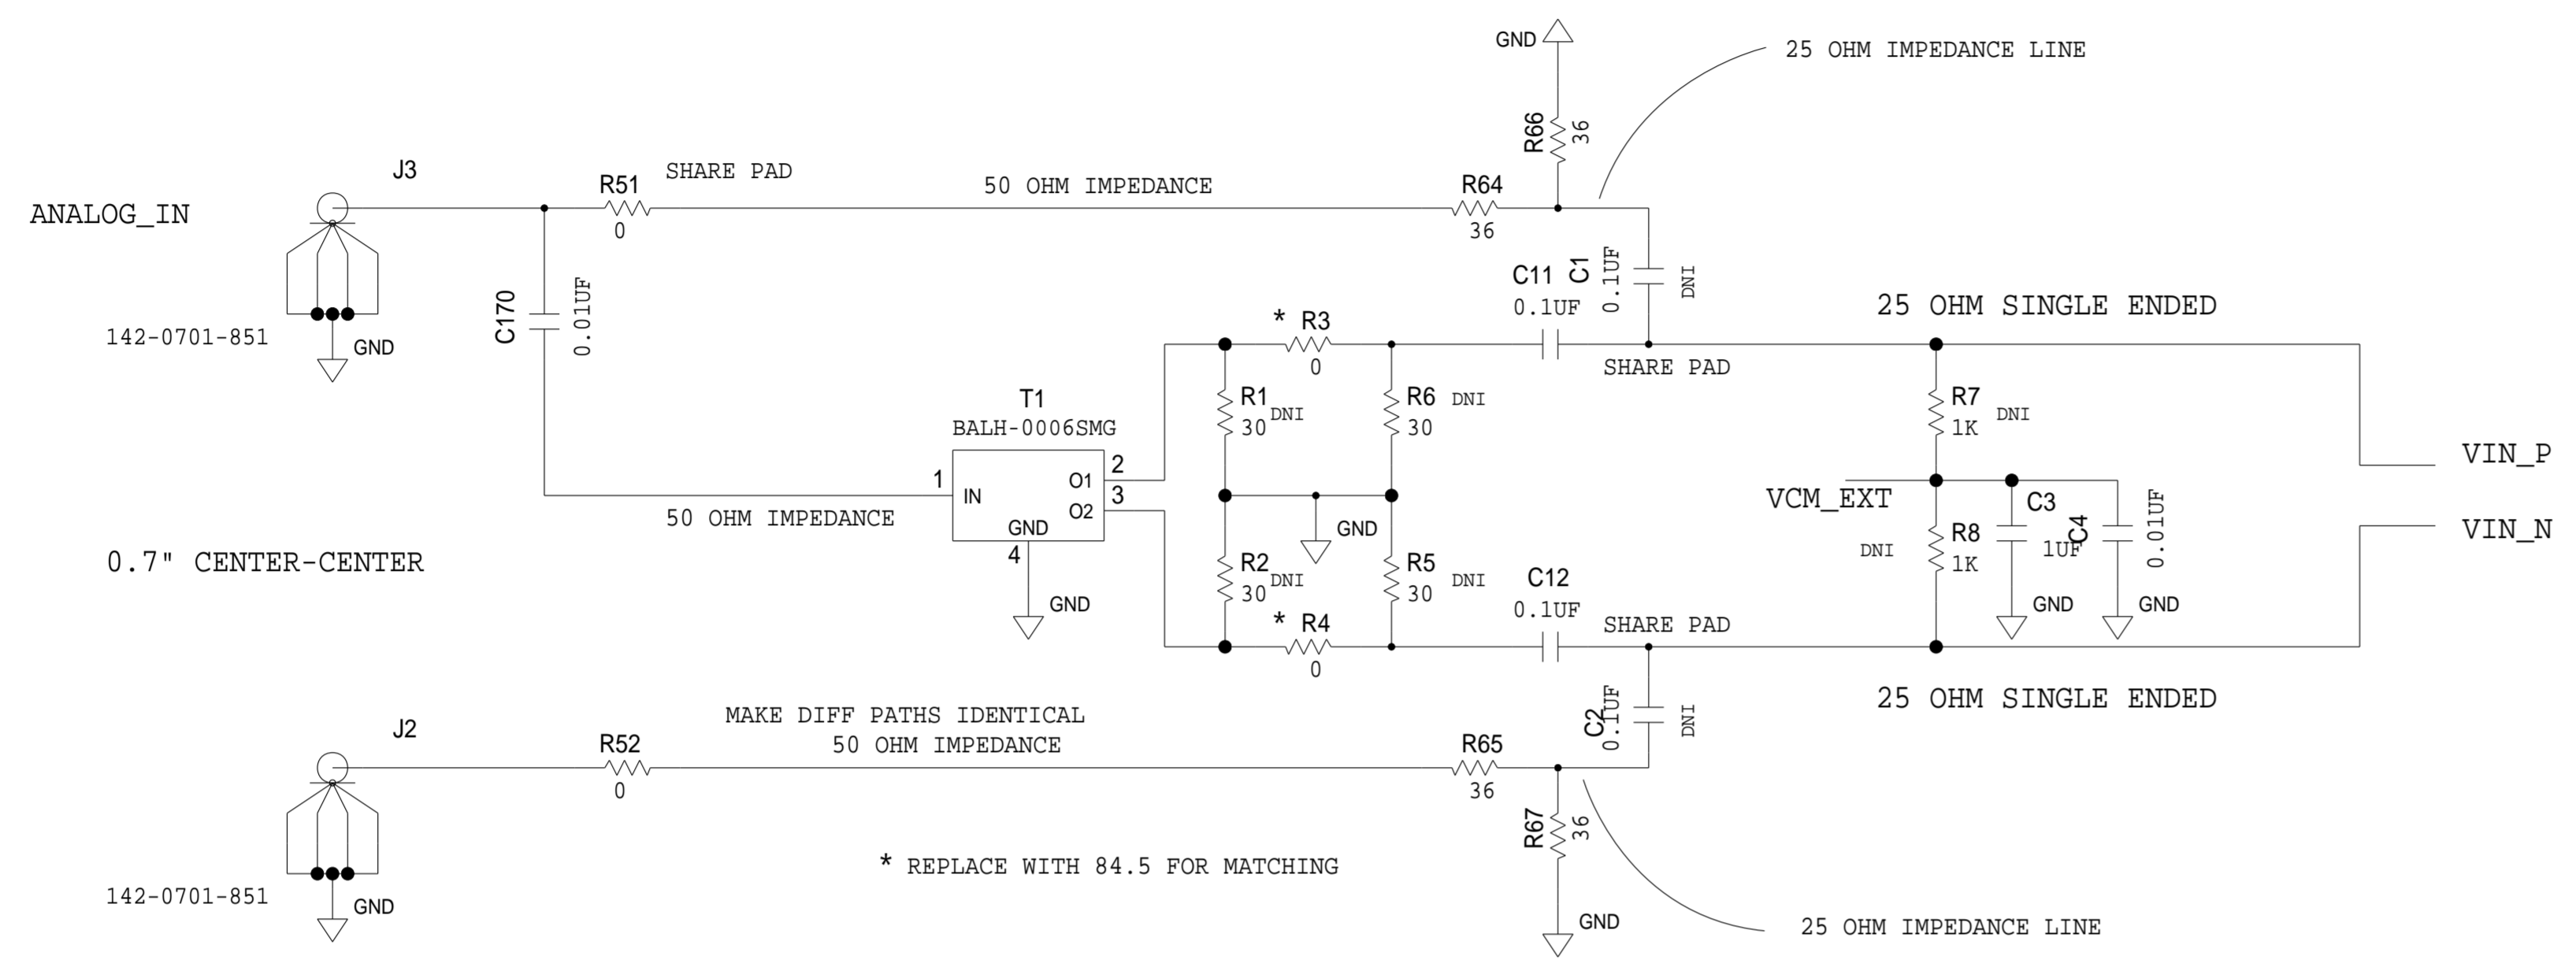 GND
25 OHM IMPEDANCE LINE
R66
36
J3
R51
SHARE PAD
50 OHM IMPEDANCE
R64
ANALOG_IN
0
36
C170
0.01UF
C11
0.1UF
C1
0.1UF
DNI
25 OHM SINGLE ENDED
142-0701-851
GND
* R3
0
SHARE PAD
T1
BALH-0006SMG
R1
DNI
30
R6
DNI
30
R7
DNI
1K
1
IN
O1
2
O2
3
GND
4
50 OHM IMPEDANCE
GND
VCM_EXT
VIN_P
VIN_N
C3
1UF
C4
0.01UF
0.7" CENTER-CENTER
R2
DNI
30
R5
DNI
30
DNI
R8
1K
GND
C12
0.1UF
GND
GND
* R4
0
SHARE PAD
C2
0.1UF
DNI
25 OHM SINGLE ENDED
J2
R52
MAKE DIFF PATHS IDENTICAL
50 OHM IMPEDANCE
R65
0
36
R67
36
142-0701-851
GND
* REPLACE WITH 84.5 FOR MATCHING
GND
25 OHM IMPEDANCE LINE